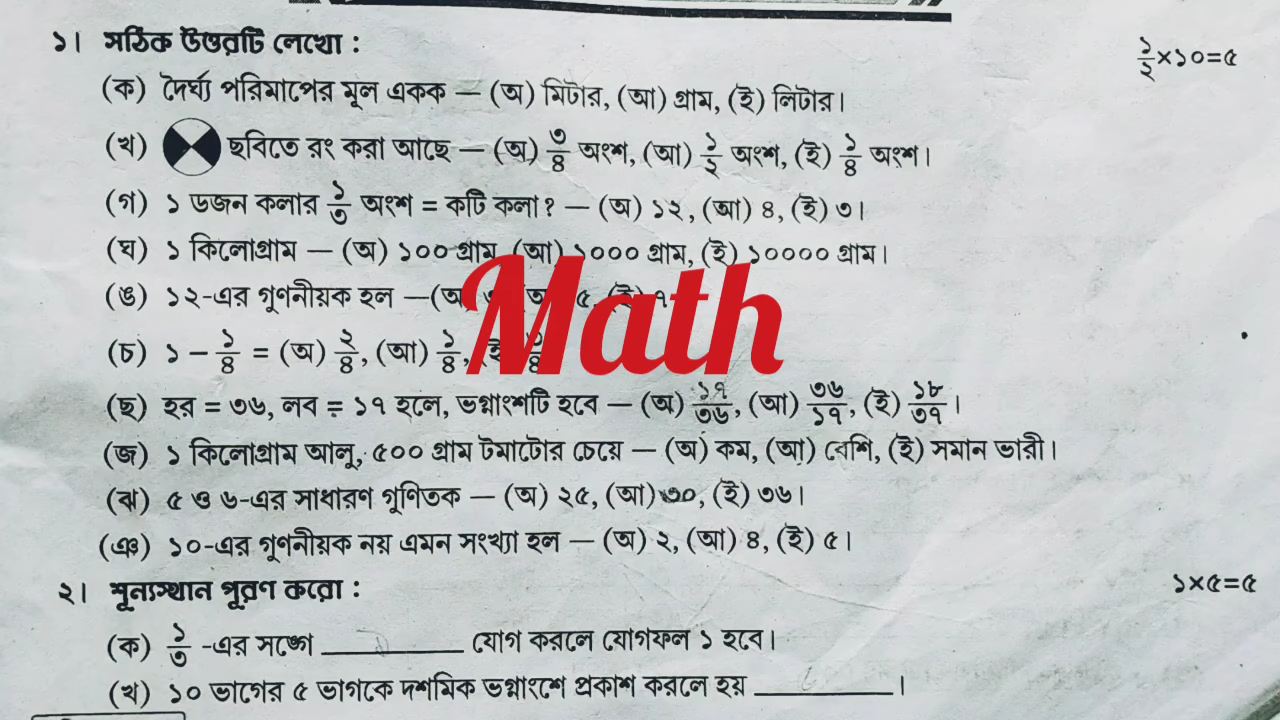 ১। সঠিক উত্তরটি লেখো : ১/২×১০=৫
(ক) দৈর্ঘ্য পরিমাপের মূল একক — (অ) মিটার, (আ) গ্রাম, (ই) লিটার।
(খ) ছবিতে রং করা আছে — (অ) ৩/৪ অংশ, (আ) ১/২ অংশ, (ই) ১/৪ অংশ।
(গ) ১ ডজন কলার ১/৩ অংশ = কটি কলা? — (অ) ১২, (আ) ৪, (ই) ৩।
(ঘ) ১ কিলোগ্রাম — (অ) ১০০ গ্রাম, (আ) ১০০০ গ্রাম, (ই) ১০০০০ গ্রাম।
(ঙ) ১২-এর গুণনীয়ক হল —(অ) (আ) ৫, (ই) ৭
Math
(চ) ১ – ১/৪ = (অ) ২/৪, (আ) ১/৪, (ই)
(ছ) হর = ৩৬, লব = ১৭ হলে, ভগ্নাংশটি হবে — (অ) ১৭/৩৬, (আ) ৩৬/১৭, (ই) ১৮/৩৭।
(জ) ১ কিলোগ্রাম আলু, ৫০০ গ্রাম টমাটোর চেয়ে — (অ) কম, (আ) বেশি, (ই) সমান ভারী।
(ঝ) ৫ ও ৬-এর সাধারণ গুণিতক — (অ) ২৫, (আ) ৩০, (ই) ৩৬।
(ঞ) ১০-এর গুণনীয়ক নয় এমন সংখ্যা হল — (অ) ২, (আ) ৪, (ই) ৫।
২। শূন্যস্থান পূরণ করো : ১×৫=৫
(ক) ১/৩ -এর সঙ্গে ________ যোগ করলে যোগফল ১ হবে।
(খ) ১০ ভাগের ৫ ভাগকে দশমিক ভগ্নাংশে প্রকাশ করলে হয় ________।